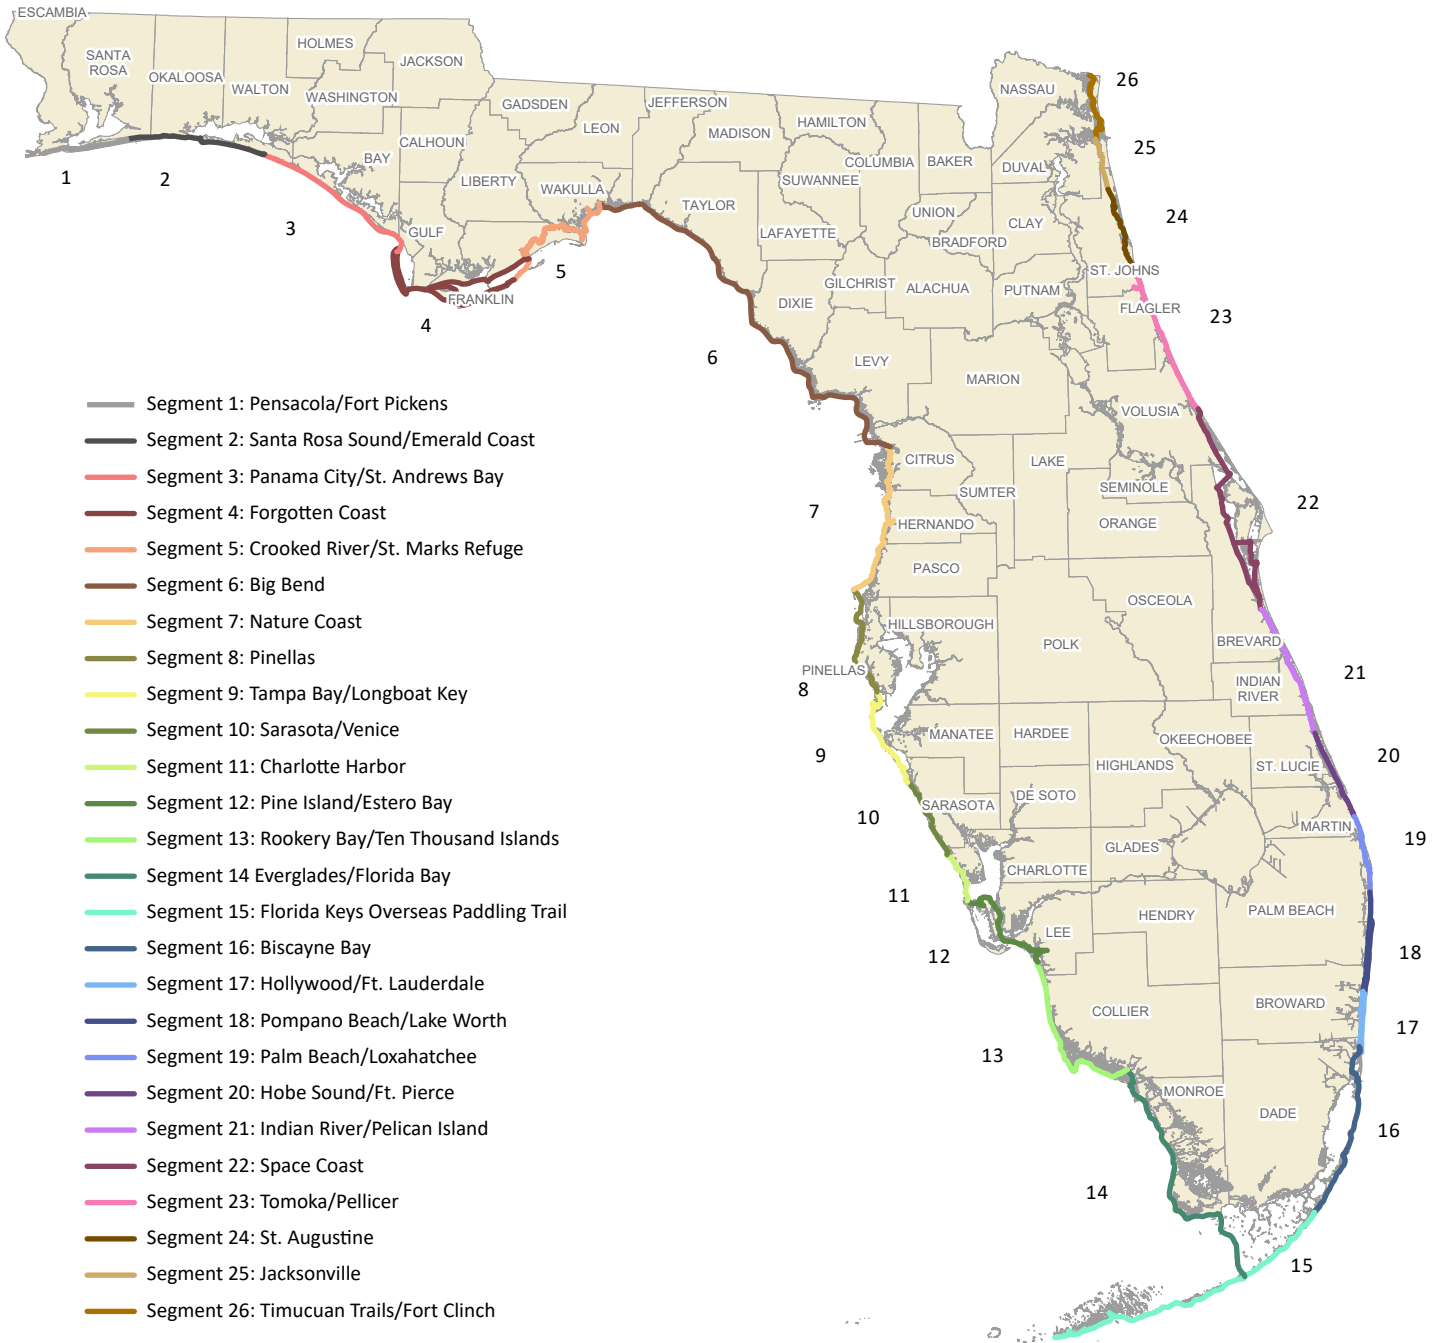 ESCAMBIA
SANTA
ROSA
OKALOOSA
WALTON
HOLMES
WASHINGTON
JACKSON
BAY
CALHOUN
GULF
LIBERTY
GADSDEN
LEON
WAKULLA
FRANKLIN
JEFFERSON
MADISON
TAYLOR
HAMILTON
SUWANNEE
LAFAYETTE
DIXIE
COLUMBIA
GILCHRIST
LEVY
BAKER
UNION
BRADFORD
ALACHUA
NASSAU
DUVAL
CLAY
PUTNAM
ST. JOHNS
FLAGLER
MARION
VOLUSIA
CITRUS
SUMTER
LAKE
SEMINOLE
ORANGE
HERNANDO
PASCO
OSCEOLA
HILLSBOROUGH
PINELLAS
POLK
BREVARD
INDIAN
RIVER
MANATEE
HARDEE
HIGHLANDS
OKEECHOBEE
ST. LUCIE
SARASOTA
DE SOTO
MARTIN
CHARLOTTE
GLADES
LEE
HENDRY
PALM BEACH
COLLIER
BROWARD
MONROE
DADE
1
2
3
4
5
6
7
8
9
10
11
12
13
14
15
16
17
18
19
20
21
22
23
24
25
26
Segment 1: Pensacola/Fort Pickens
Segment 2: Santa Rosa Sound/Emerald Coast
Segment 3: Panama City/St. Andrews Bay
Segment 4: Forgotten Coast
Segment 5: Crooked River/St. Marks Refuge
Segment 6: Big Bend
Segment 7: Nature Coast
Segment 8: Pinellas
Segment 9: Tampa Bay/Longboat Key
Segment 10: Sarasota/Venice
Segment 11: Charlotte Harbor
Segment 12: Pine Island/Estero Bay
Segment 13: Rookery Bay/Ten Thousand Islands
Segment 14 Everglades/Florida Bay
Segment 15: Florida Keys Overseas Paddling Trail
Segment 16: Biscayne Bay
Segment 17: Hollywood/Ft. Lauderdale
Segment 18: Pompano Beach/Lake Worth
Segment 19: Palm Beach/Loxahatchee
Segment 20: Hobe Sound/Ft. Pierce
Segment 21: Indian River/Pelican Island
Segment 22: Space Coast
Segment 23: Tomoka/Pellicer
Segment 24: St. Augustine
Segment 25: Jacksonville
Segment 26: Timucuan Trails/Fort Clinch